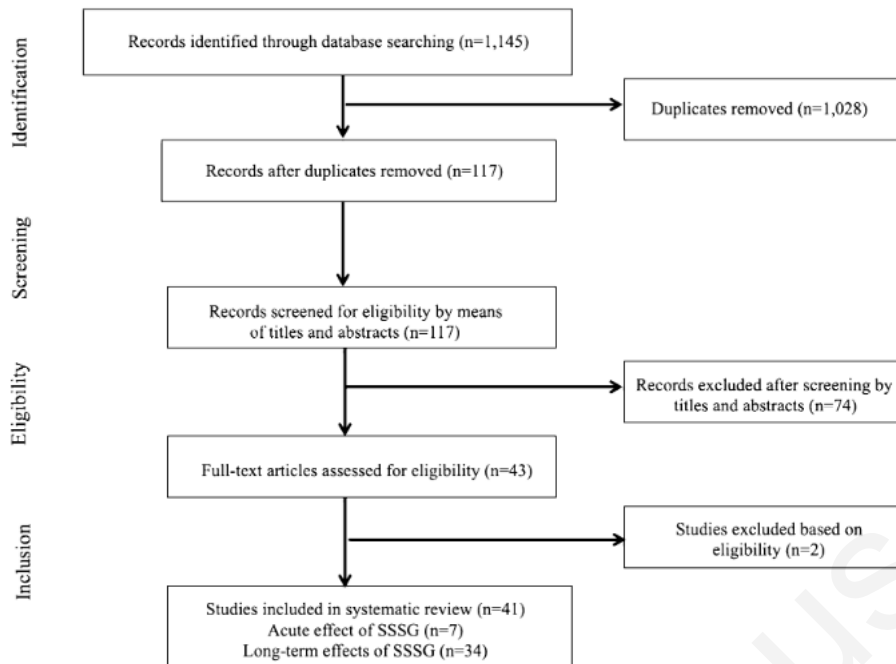 Identification
Records identified through database searching (n=1,145)
Duplicates removed (n=1,028)
Records after duplicates removed (n=117)
Screening
Records screened for eligibility by means
of titles and abstracts (n=117)
Eligibility
Records excluded after screening by
titles and abstracts (n=74)
Full-text articles assessed for eligibility (n=43)
Inclusion
Studies excluded based on
eligibility (n=2)
Studies included in systematic review (n=41)
Acute effect of SSSG (n=7)
Long-term effects of SSSG (n=34)